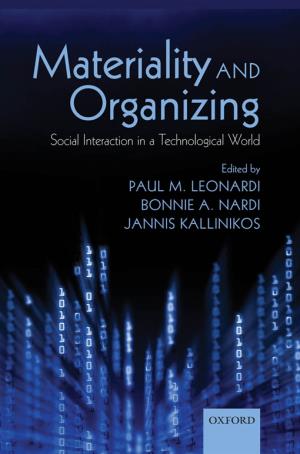 Materiality AND
Organizing
Social Interaction in a Technological World
Edited by
PAUL M. LEONARDI
BONNIE A. NARDI
JANNIS KALLINIKOS
OXFORD